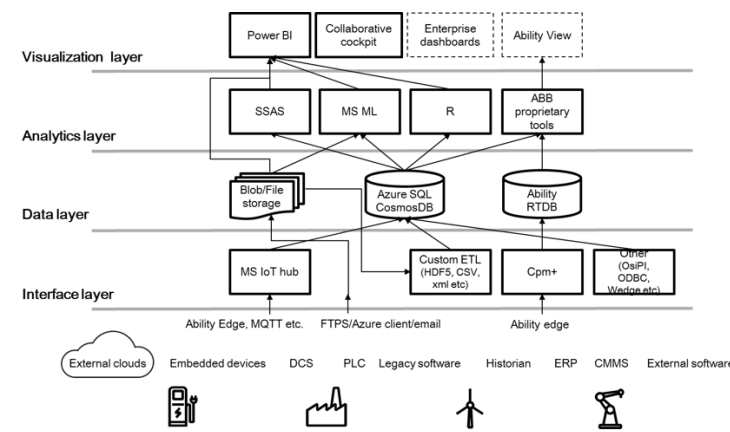 Power BI
Collaborative
cockpit
Enterprise
dashboards
Ability View
Visualization layer
SSAS
MS ML
R
ABB
proprietary
tools
Analytics layer
Blob/File
storage
Azure SQL
CosmosDB
Ability
RTDB
Data layer
MS IoT hub
Custom ETL
(HDF5, CSV,
xml etc)
Cpm+
Other
(OsiPI,
ODBC,
Wedge etc)
Interface layer
Ability Edge, MQTT etc.
FTPS/Azure client/email
Ability edge
External clouds
Embedded devices
DCS
PLC
Legacy software
Historian
ERP
CMMS
External software